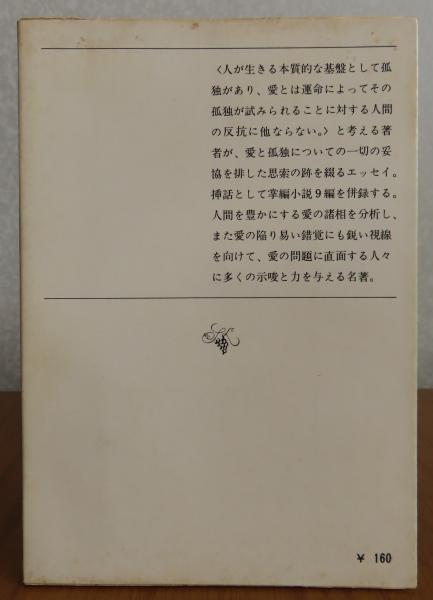 〈人が生きる本質的な基盤として孤
独があり、愛とは運命によってその
孤独が試みられることに対する人間
の反抗に他ならない。〉と考える著
者が、愛と孤独についての一切の妥
協を排した思索の跡を綴るエッセイ。
挿話として掌編小説9編を併録する。
人間を豊かにする愛の諸相を分析し、
また愛の陥り易い錯覚にも鋭い視線
を向けて、愛の問題に直面する人々
に多くの示唆と力を与える名著。
¥ 160